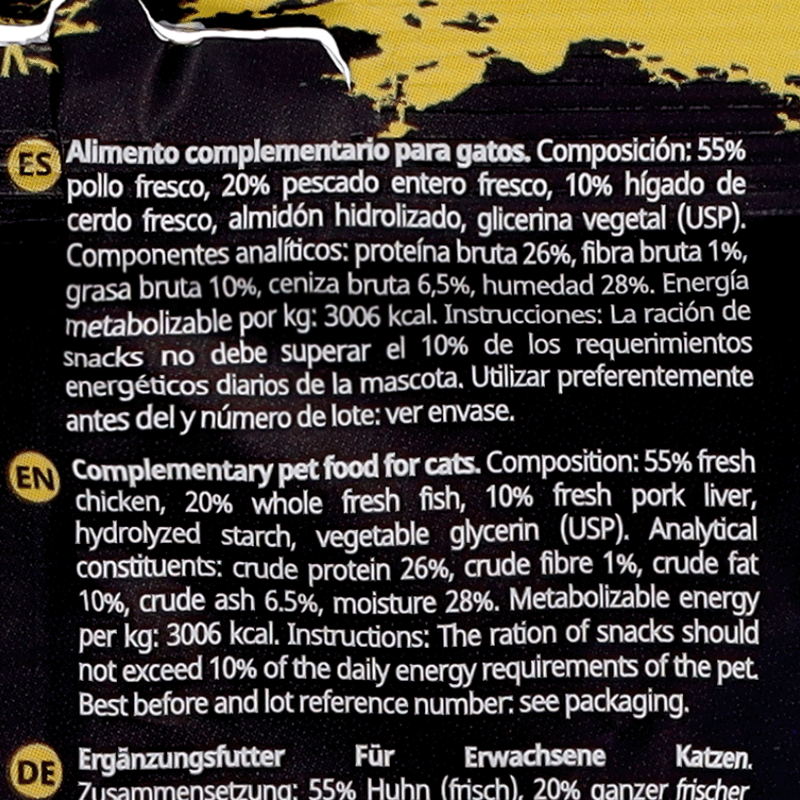 ES Alimento complementario para gatos. Composición: 55%
pollo fresco, 20% pescado entero fresco, 10% hígado de
cerdo fresco, almidón hidrolizado, glicerina vegetal (USP).
Componentes analíticos: proteína bruta 26%, fibra bruta 1%,
grasa bruta 10%, ceniza bruta 6,5%, humedad 28%. Energía
metabolizable por kg: 3006 kcal. Instrucciones: La ración de
snacks no debe superar el 10% de los requerimientos
energéticos diarios de la mascota. Utilizar preferentemente
antes del y número de lote: ver envase.
EN Complementary pet food for cats. Composition: 55% fresh
chicken, 20% whole fresh fish, 10% fresh pork liver,
hydrolyzed starch, vegetable glycerin (USP). Analytical
constituents: crude protein 26%, crude fibre 1%, crude fat
10%, crude ash 6.5%, moisture 28%. Metabolizable energy
per kg: 3006 kcal. Instructions: The ration of snacks should
not exceed 10% of the daily energy requirements of the pet.
Best before and lot reference number: see packaging.
DE Ergänzungsfutter Für Erwachsene Katzen.
Zusammensetzung: 55% Huhn (frisch), 20% ganzer frischer